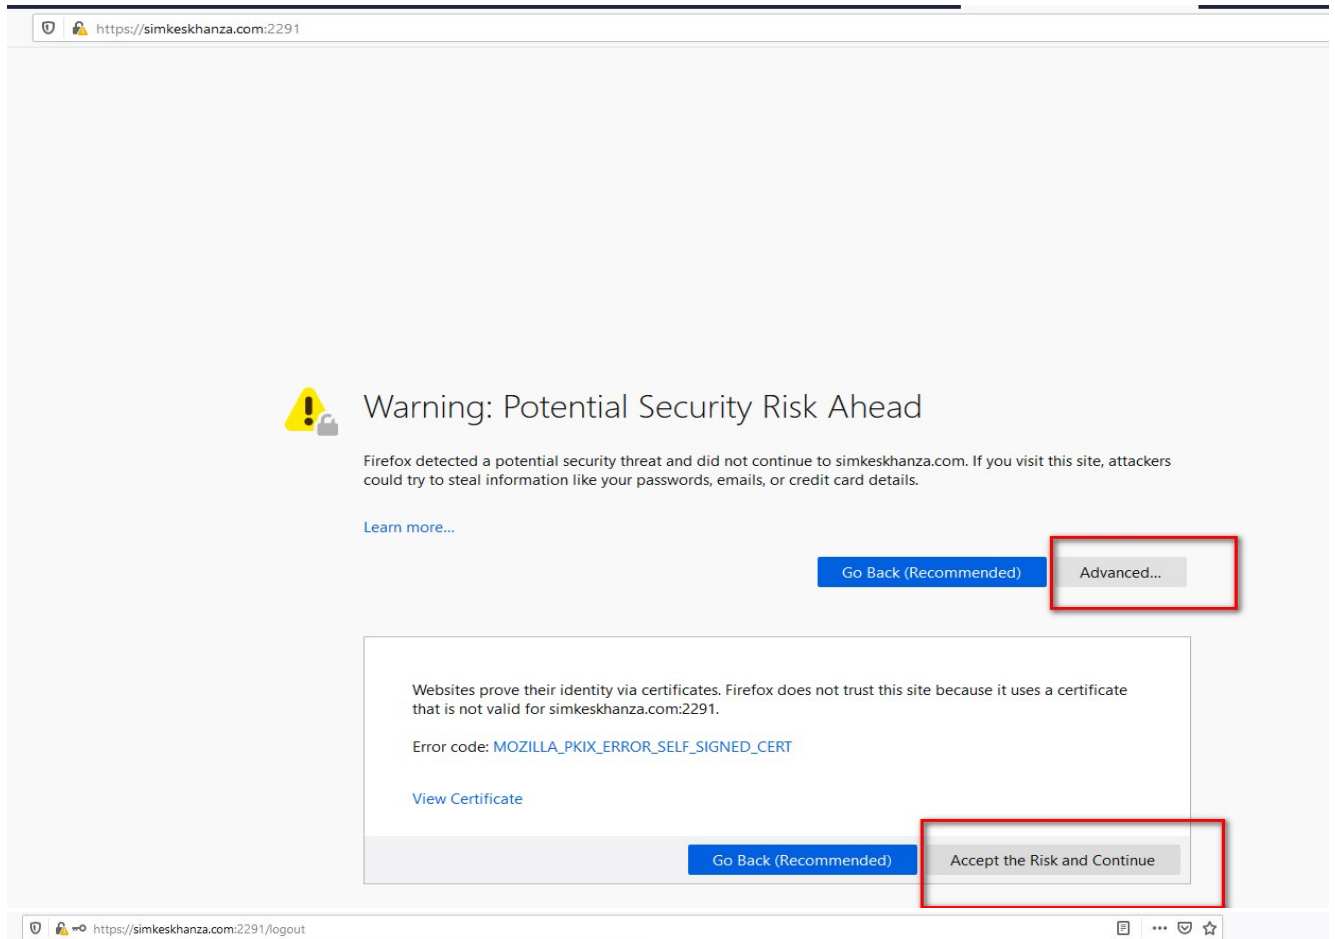 https://simkeskhanza.com:2291
Warning: Potential Security Risk Ahead
Firefox detected a potential security threat and did not continue to simkeskhanza.com. If you visit this site, attackers
could try to steal information like your passwords, emails, or credit card details.
Learn more...
Go Back (Recommended) Advanced...
Websites prove their identity via certificates. Firefox does not trust this site because it uses a certificate
that is not valid for simkeskhanza.com:2291.
Error code: MOZILLA_PKIX_ERROR_SELF_SIGNED_CERT
View Certificate
Go Back (Recommended) Accept the Risk and Continue
https://simkeskhanza.com:2291/logout